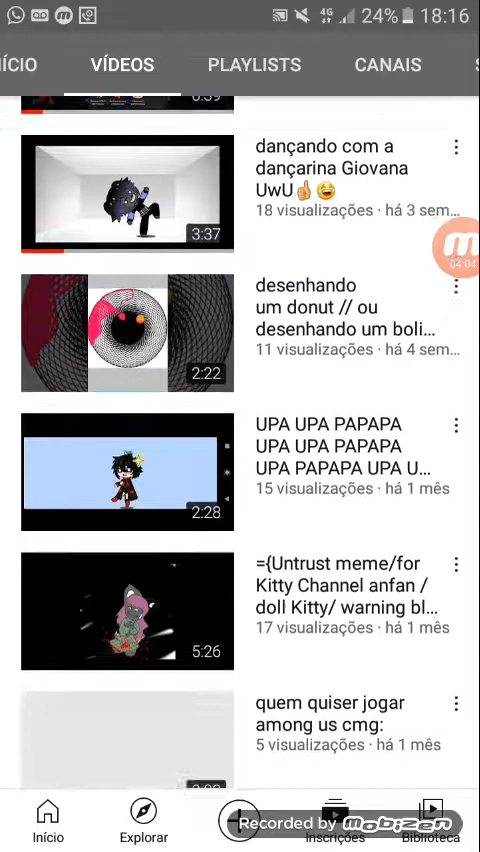 4G 24% 18:16
ÍCIO VÍDEOS PLAYLISTS CANAIS
dançando com a
dançarina Giovana
UwU👍😄
18 visualizações · há 3 sem...
3:37
04:04
desenhando
um donut // ou
desenhando um boli...
11 visualizações · há 4 sem...
2:22
UPA UPA PAPAPA
UPA UPA PAPAPA
UPA PAPAPA UPA U...
15 visualizações · há 1 mês
2:28
={Untrust meme/for
Kitty Channel anfan /
doll Kitty/ warning bl...
17 visualizações · há 1 mês
5:26
quem quiser jogar
among us cmg:
5 visualizações · há 1 mês
Recorded by mobizen
Início Explorar Inscrições Biblioteca